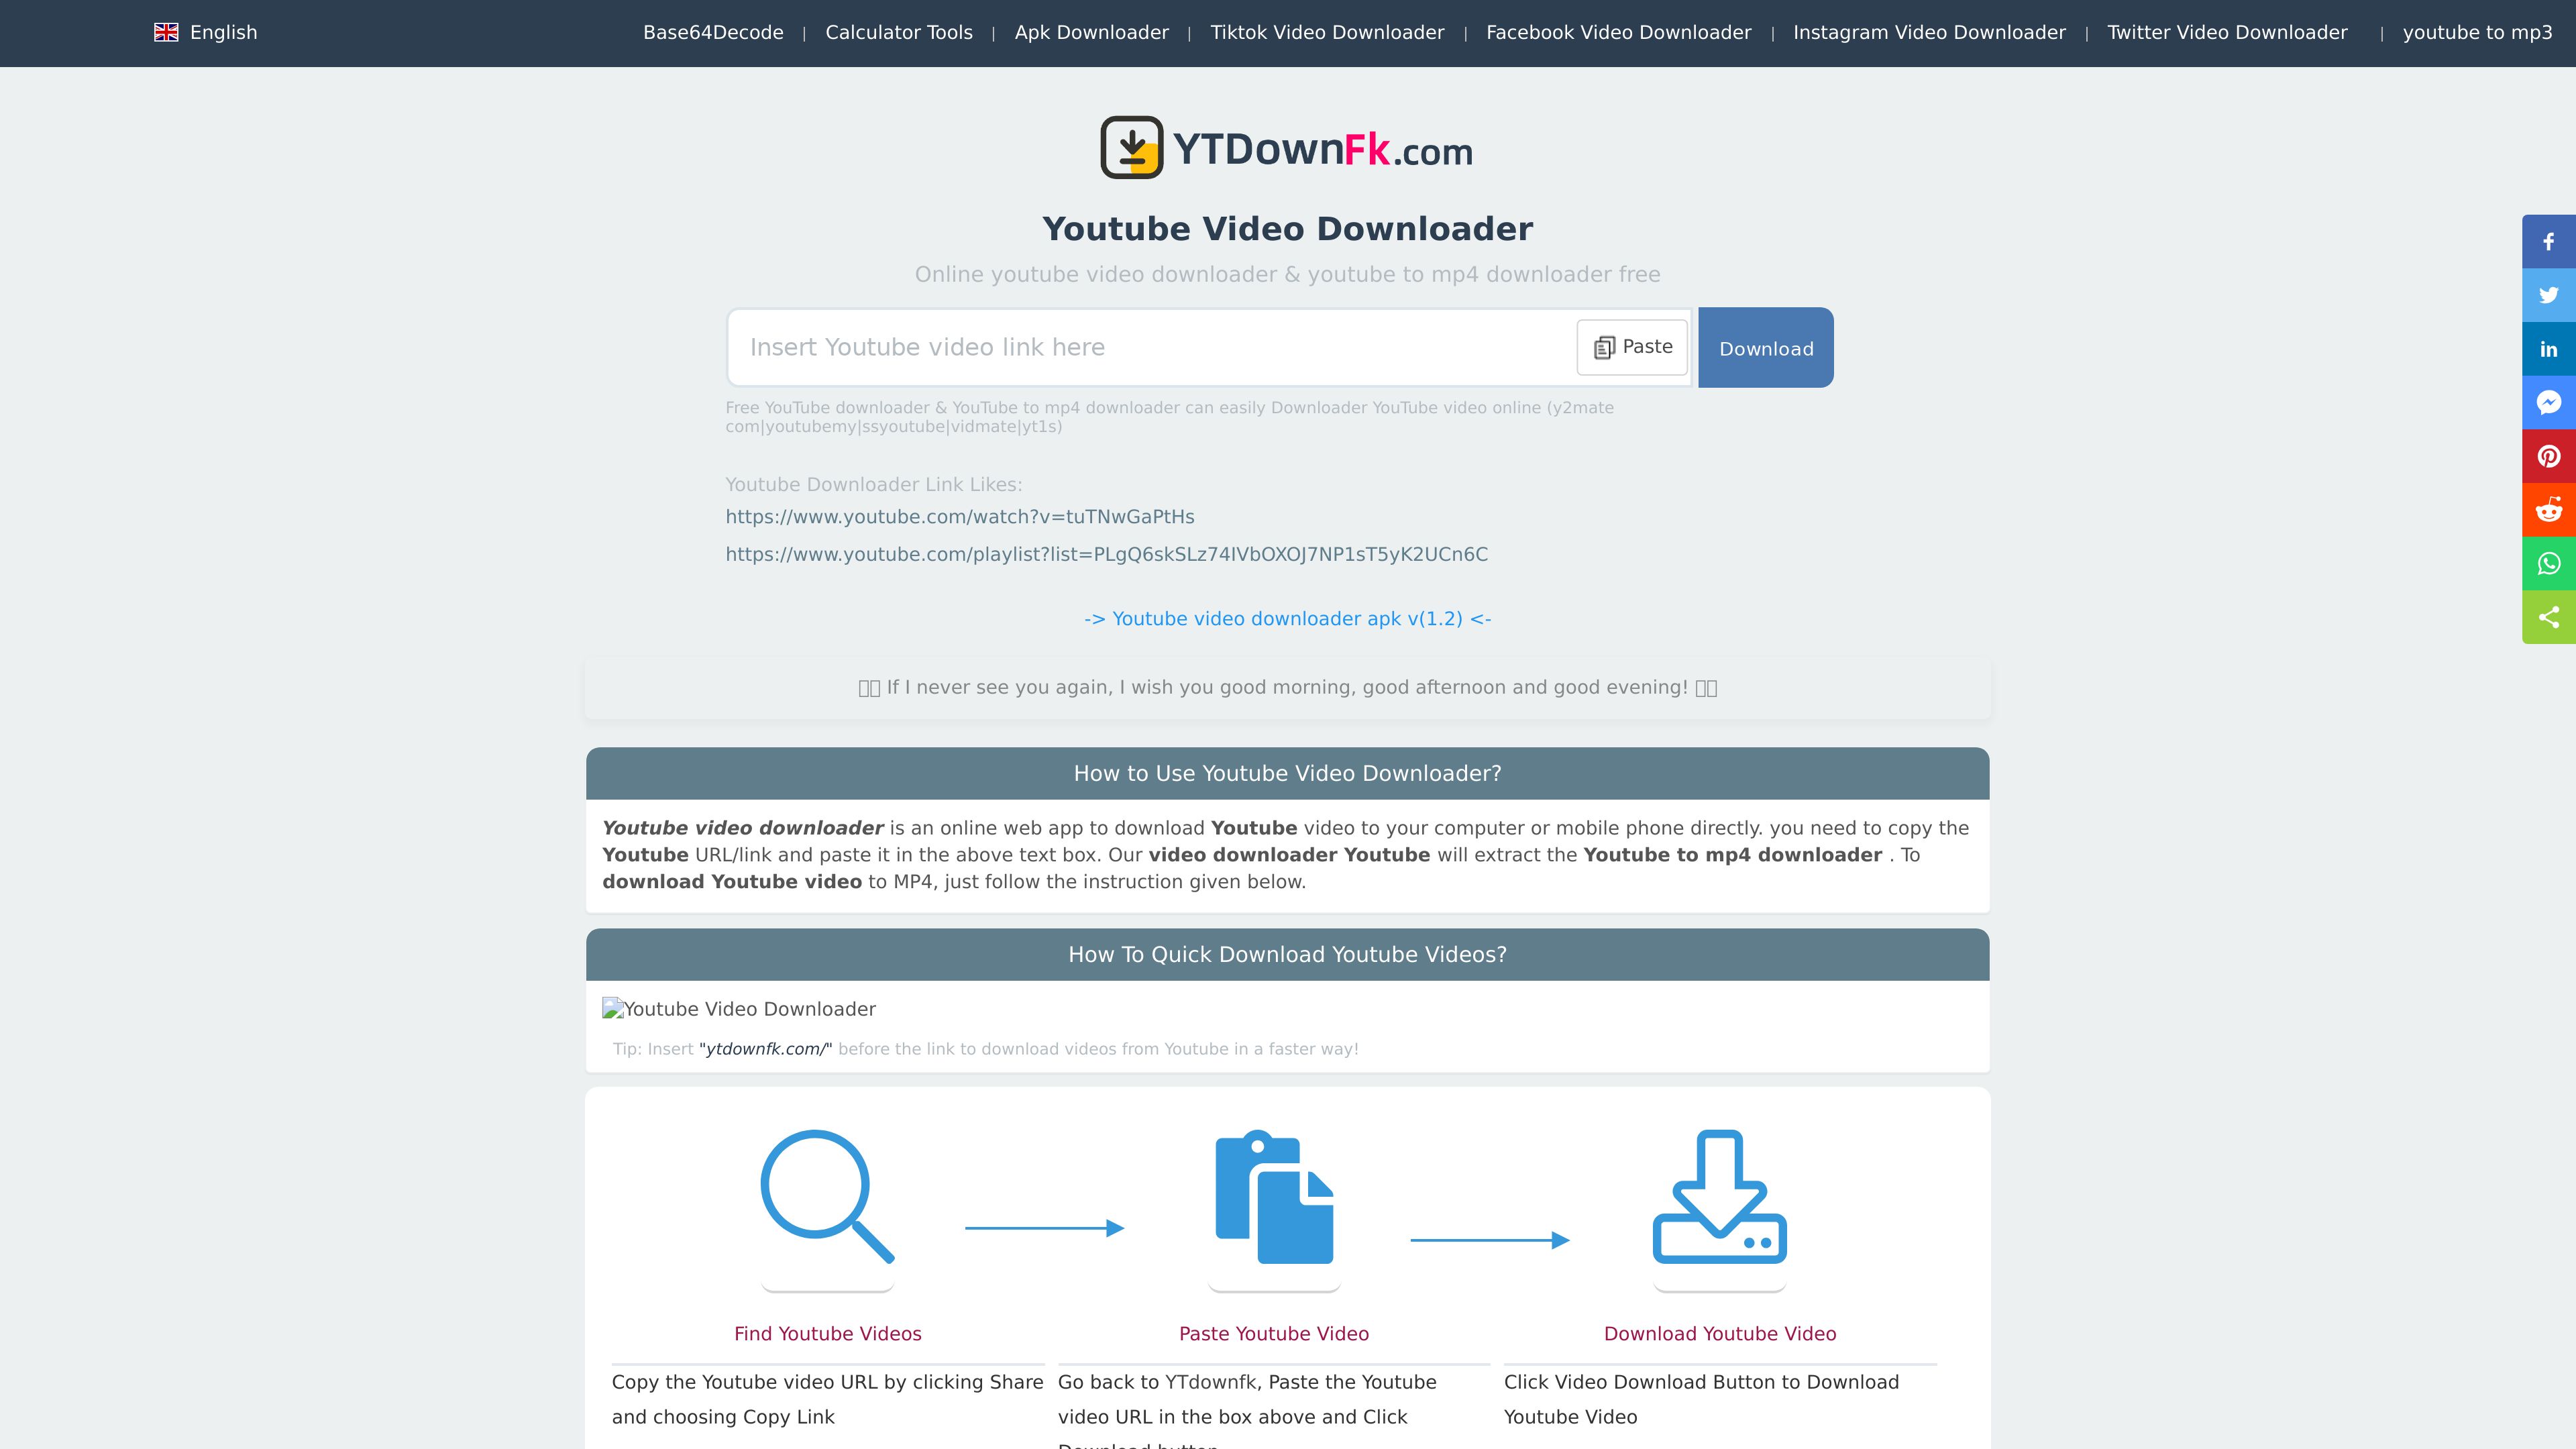 English
Base64Decode | Calculator Tools | Apk Downloader | Tiktok Video Downloader | Facebook Video Downloader | Instagram Video Downloader | Twitter Video Downloader | youtube to mp3
YTDownFk.com
Youtube Video Downloader
Online youtube video downloader & youtube to mp4 downloader free
Insert Youtube video link here
Paste
Download
Free YouTube downloader & YouTube to mp4 downloader can easily Downloader YouTube video online (y2mate
com|youtubemy|ssyoutube|vidmate|yt1s)
Youtube Downloader Link Likes:
https://www.youtube.com/watch?v=tuTNwGaPtHs
https://www.youtube.com/playlist?list=PLgQ6skSLz74IVbOXOJ7NP1sT5yK2UCn6C
-> Youtube video downloader apk v(1.2) <-
If I never see you again, I wish you good morning, good afternoon and good evening!
How to Use Youtube Video Downloader?
Youtube video downloader is an online web app to download Youtube video to your computer or mobile phone directly. you need to copy the
Youtube URL/link and paste it in the above text box. Our video downloader Youtube will extract the Youtube to mp4 downloader . To
download Youtube video to MP4, just follow the instruction given below.
How To Quick Download Youtube Videos?
Youtube Video Downloader
Tip: Insert "ytdownfk.com/" before the link to download videos from Youtube in a faster way!
Find Youtube Videos
Copy the Youtube video URL by clicking Share
and choosing Copy Link
Paste Youtube Video
Go back to YTdownfk, Paste the Youtube
video URL in the box above and Click
Download button
Download Youtube Video
Click Video Download Button to Download
Youtube Video